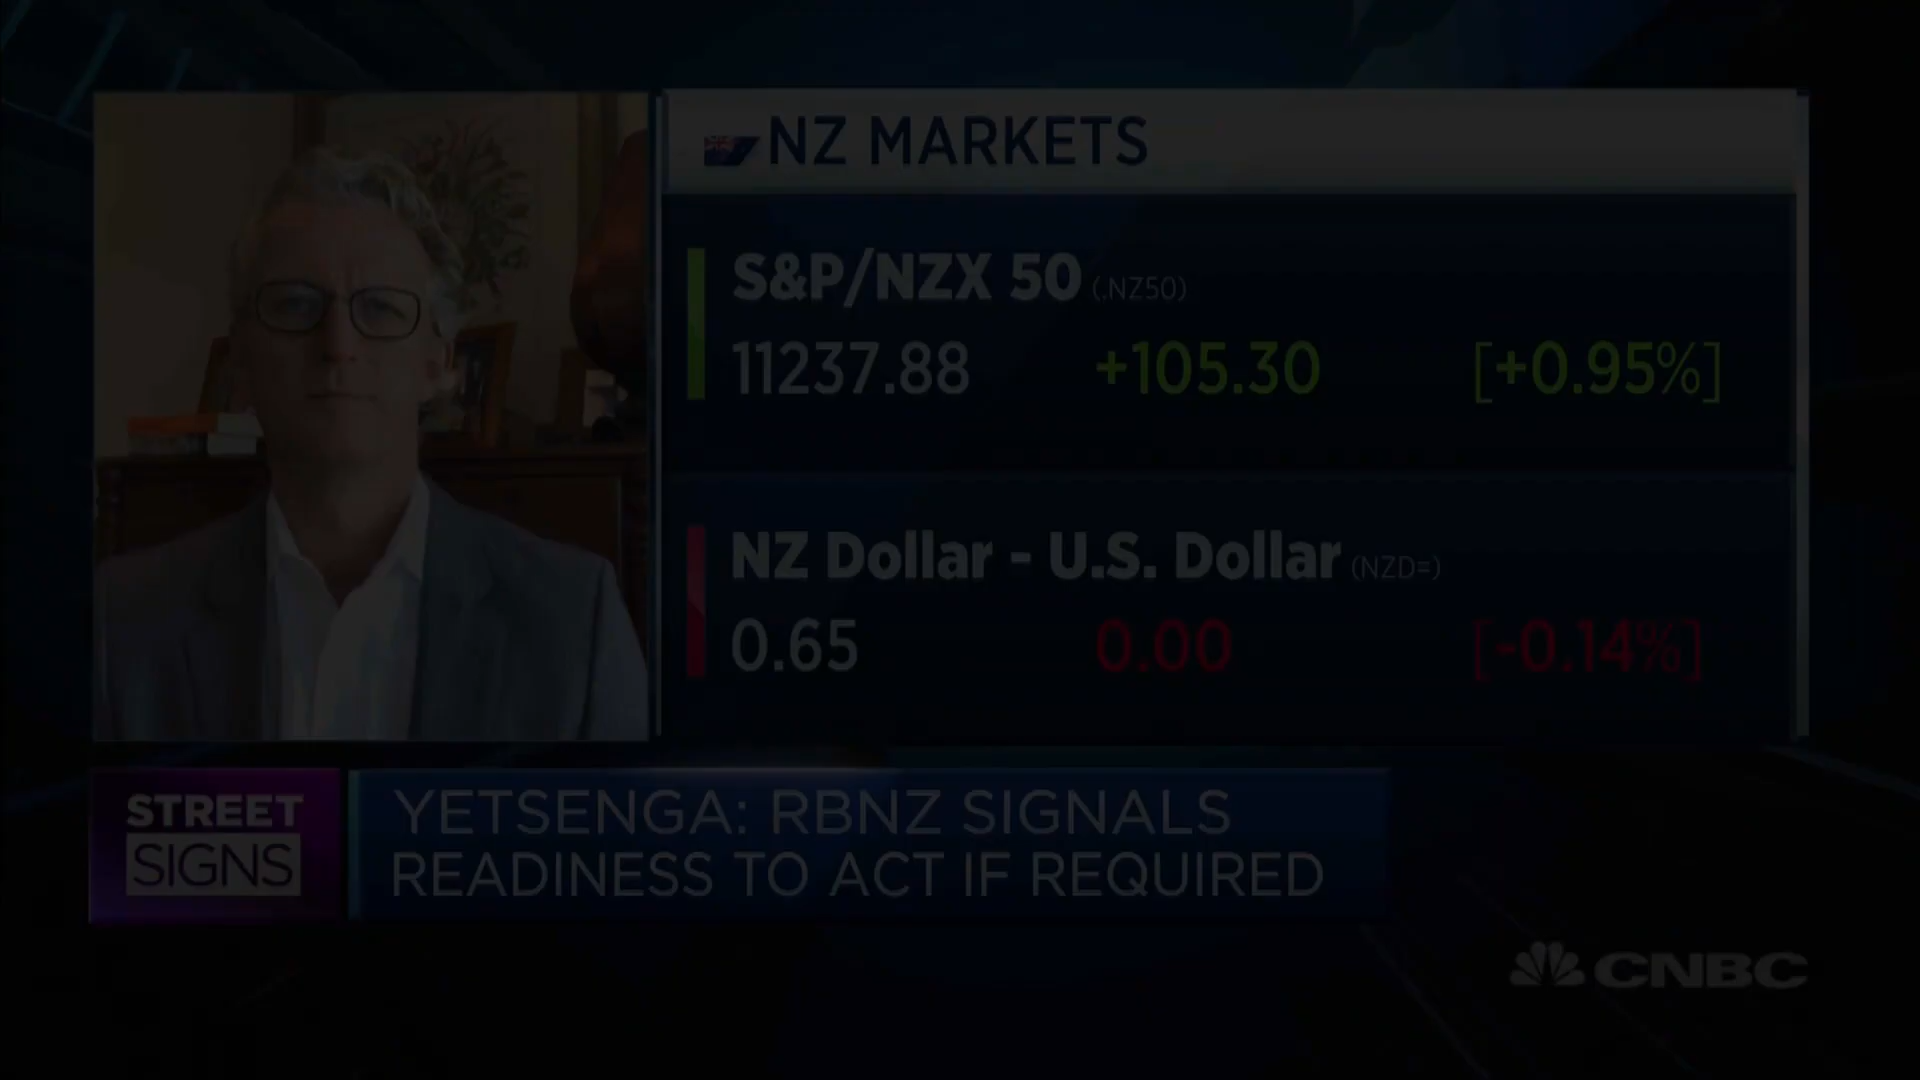 NZ MARKETS
S&P/NZX 50 (.NZ50)
11237.88 +105.30 [+0.95%]
NZ Dollar - U.S. Dollar (NZD=)
0.65 0.00 [-0.14%]
STREET
SIGNS
YETSENGA: RBNZ SIGNALS
READINESS TO ACT IF REQUIRED
CNBC